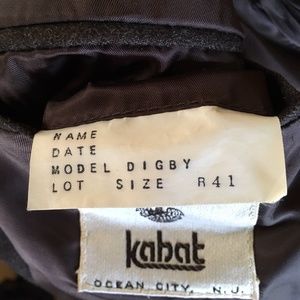 NAME
DATE
MODEL DIGBY
LOT SIZE R41
kabat
OCEAN CITY, N.J.